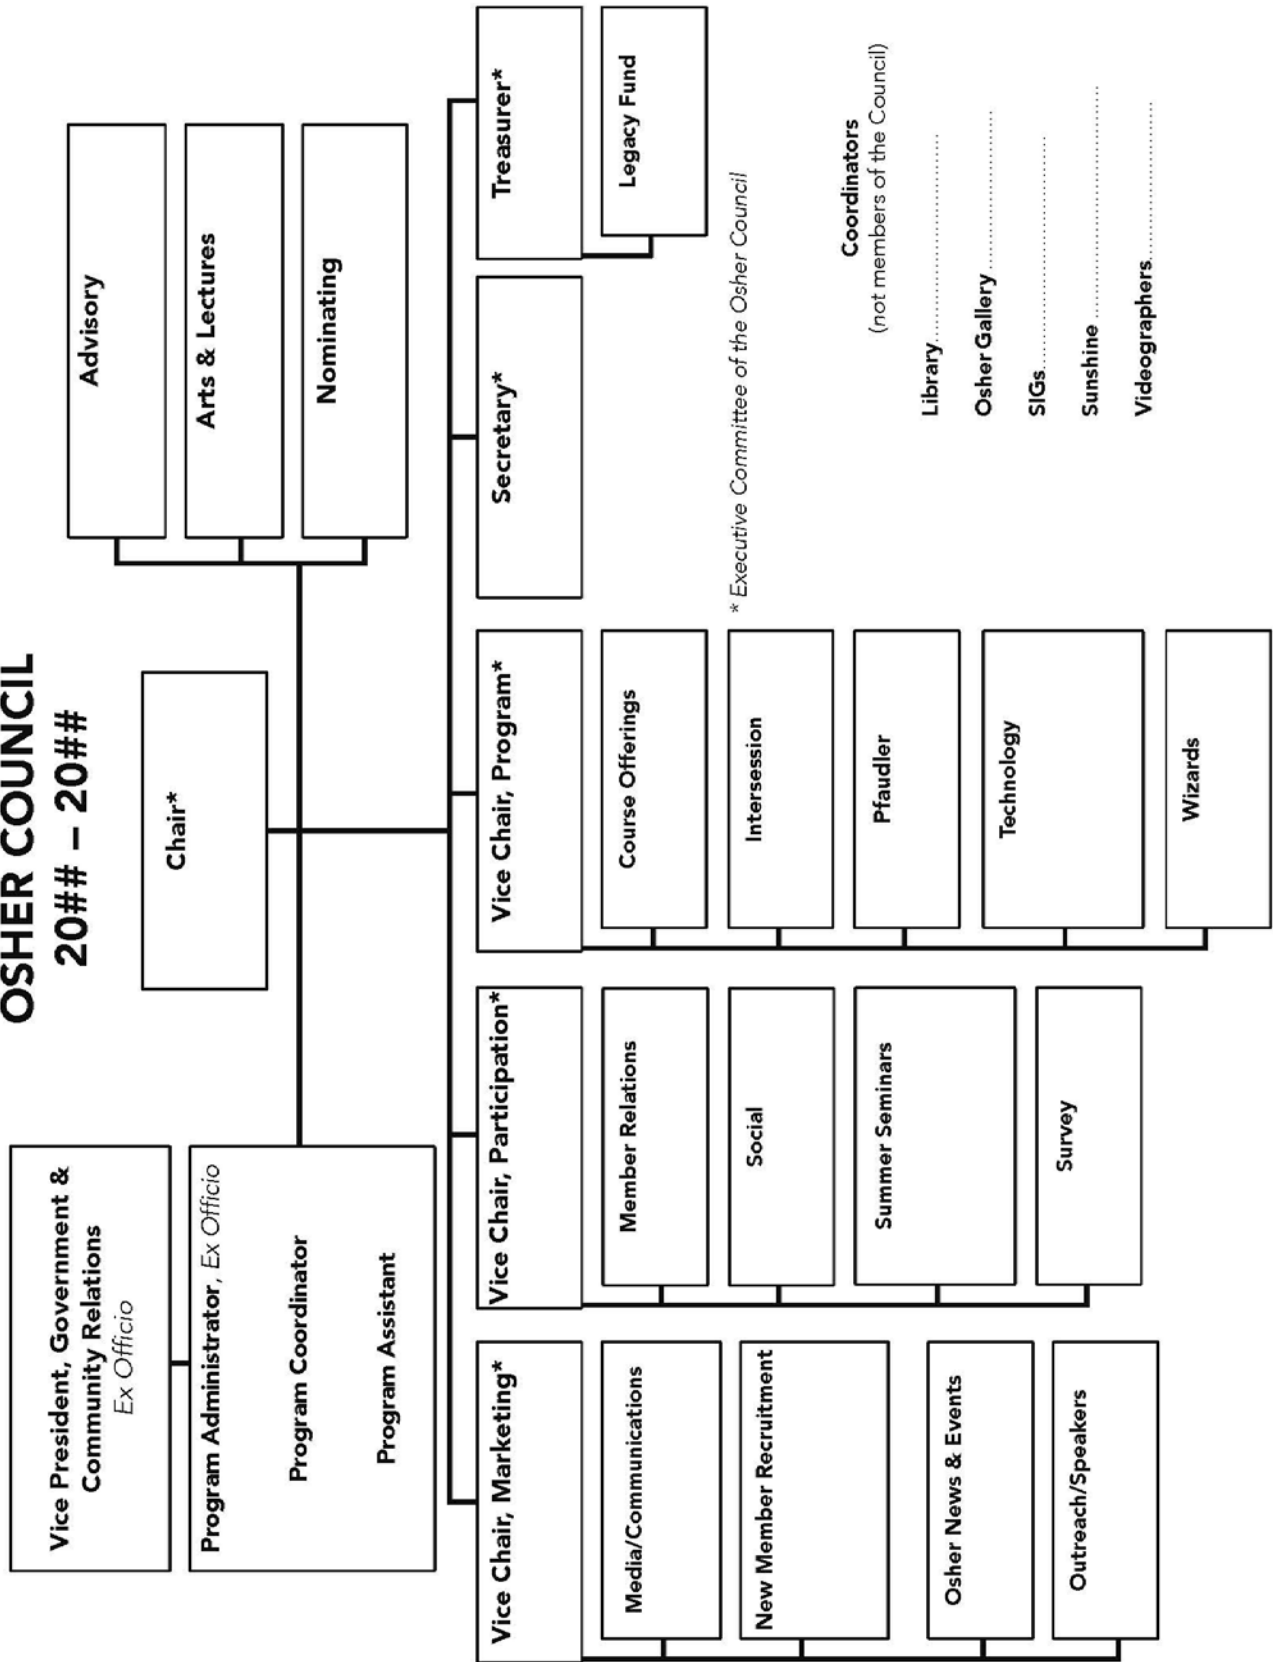 OSHER COUNCIL
20## – 20##
Vice President, Government &
Community Relations
Ex Officio
Program Administrator, Ex Officio
Program Coordinator
Program Assistant
Chair*
Advisory
Arts & Lectures
Nominating
Vice Chair, Marketing*
Media/Communications
New Member Recruitment
Osher News & Events
Outreach/Speakers
Vice Chair, Participation*
Member Relations
Social
Summer Seminars
Survey
Vice Chair, Program*
Course Offerings
Intersession
Pfaudler
Technology
Wizards
Secretary*
Treasurer*
Legacy Fund
* Executive Committee of the Osher Council
Coordinators
(not members of the Council)
Library
Osher Gallery
SIGs
Sunshine
Videographers